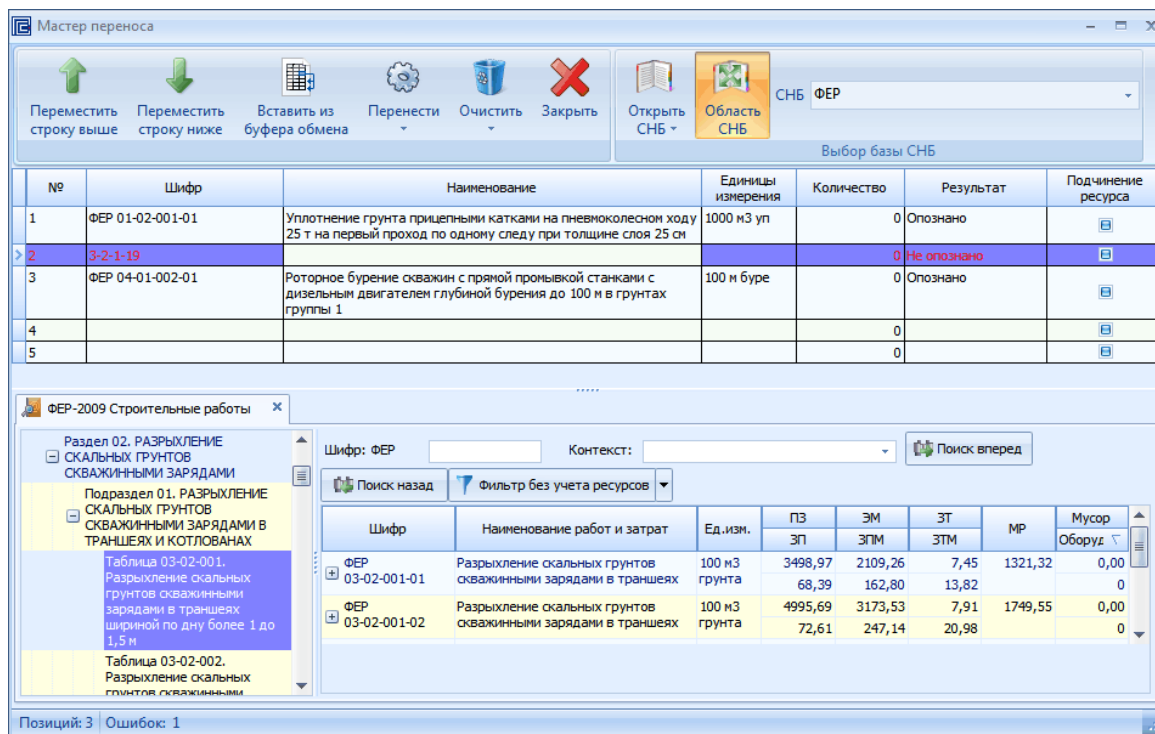 Мастер переноса
Переместить строку выше
Переместить строку ниже
Вставить из буфера обмена
Перенести
Очистить
Закрыть
Открыть СНБ
Область СНБ
СНБ ФЕР
Выбор базы СНБ
№ Шифр Наименование Единицы измерения Количество Результат Подчинение ресурса
1 ФЕР 01-02-001-01 Уплотнение грунта прицепными катками на пневмоколесном ходу 1000 м3 уп 0 Опознано
25 т на первый проход по одному следу при толщине слоя 25 см
2 3-2-1-19 0 Не опознано
3 ФЕР 04-01-002-01 Роторное бурение скважин с прямой промывкой станками с 100 м буре 0 Опознано
дизельным двигателем глубиной бурения до 100 м в грунтах
группы 1
4 0
5 0
ФЕР-2009 Строительные работы
Раздел 02. РАЗРЫХЛЕНИЕ
СКАЛЬНЫХ ГРУНТОВ
СКВАЖИННЫМИ ЗАРЯДАМИ
Подраздел 01. РАЗРЫХЛЕНИЕ
СКАЛЬНЫХ ГРУНТОВ
СКВАЖИННЫМИ ЗАРЯДАМИ В
ТРАНШЕЯХ И КОТЛОВАНАХ
Таблица 03-02-001.
Разрыхление скальных
грунтов скважинными
зарядами в траншеях
шириной по дну более 1 до
1,5 м
Таблица 03-02-002.
Разрыхление скальных
грунтов скважинными
Шифр: ФЕР Контекст: Поиск вперед
Поиск назад Фильтр без учета ресурсов
Шифр Наименование работ и затрат Ед.изм. ПЗ ЭМ ЗТ МР Мусор
ЗП ЗПМ ЗТМ Оборуд
ФЕР Разрыхление скальных грунтов 100 м3 3498,97 2109,26 7,45 1321,32 0,00
03-02-001-01 скважинными зарядами в траншеях грунта 68,39 162,80 13,82 0
ФЕР Разрыхление скальных грунтов 100 м3 4995,69 3173,53 7,91 1749,55 0,00
03-02-001-02 скважинными зарядами в траншеях грунта 72,61 247,14 20,98 0
Позиций: 3 Ошибок: 1